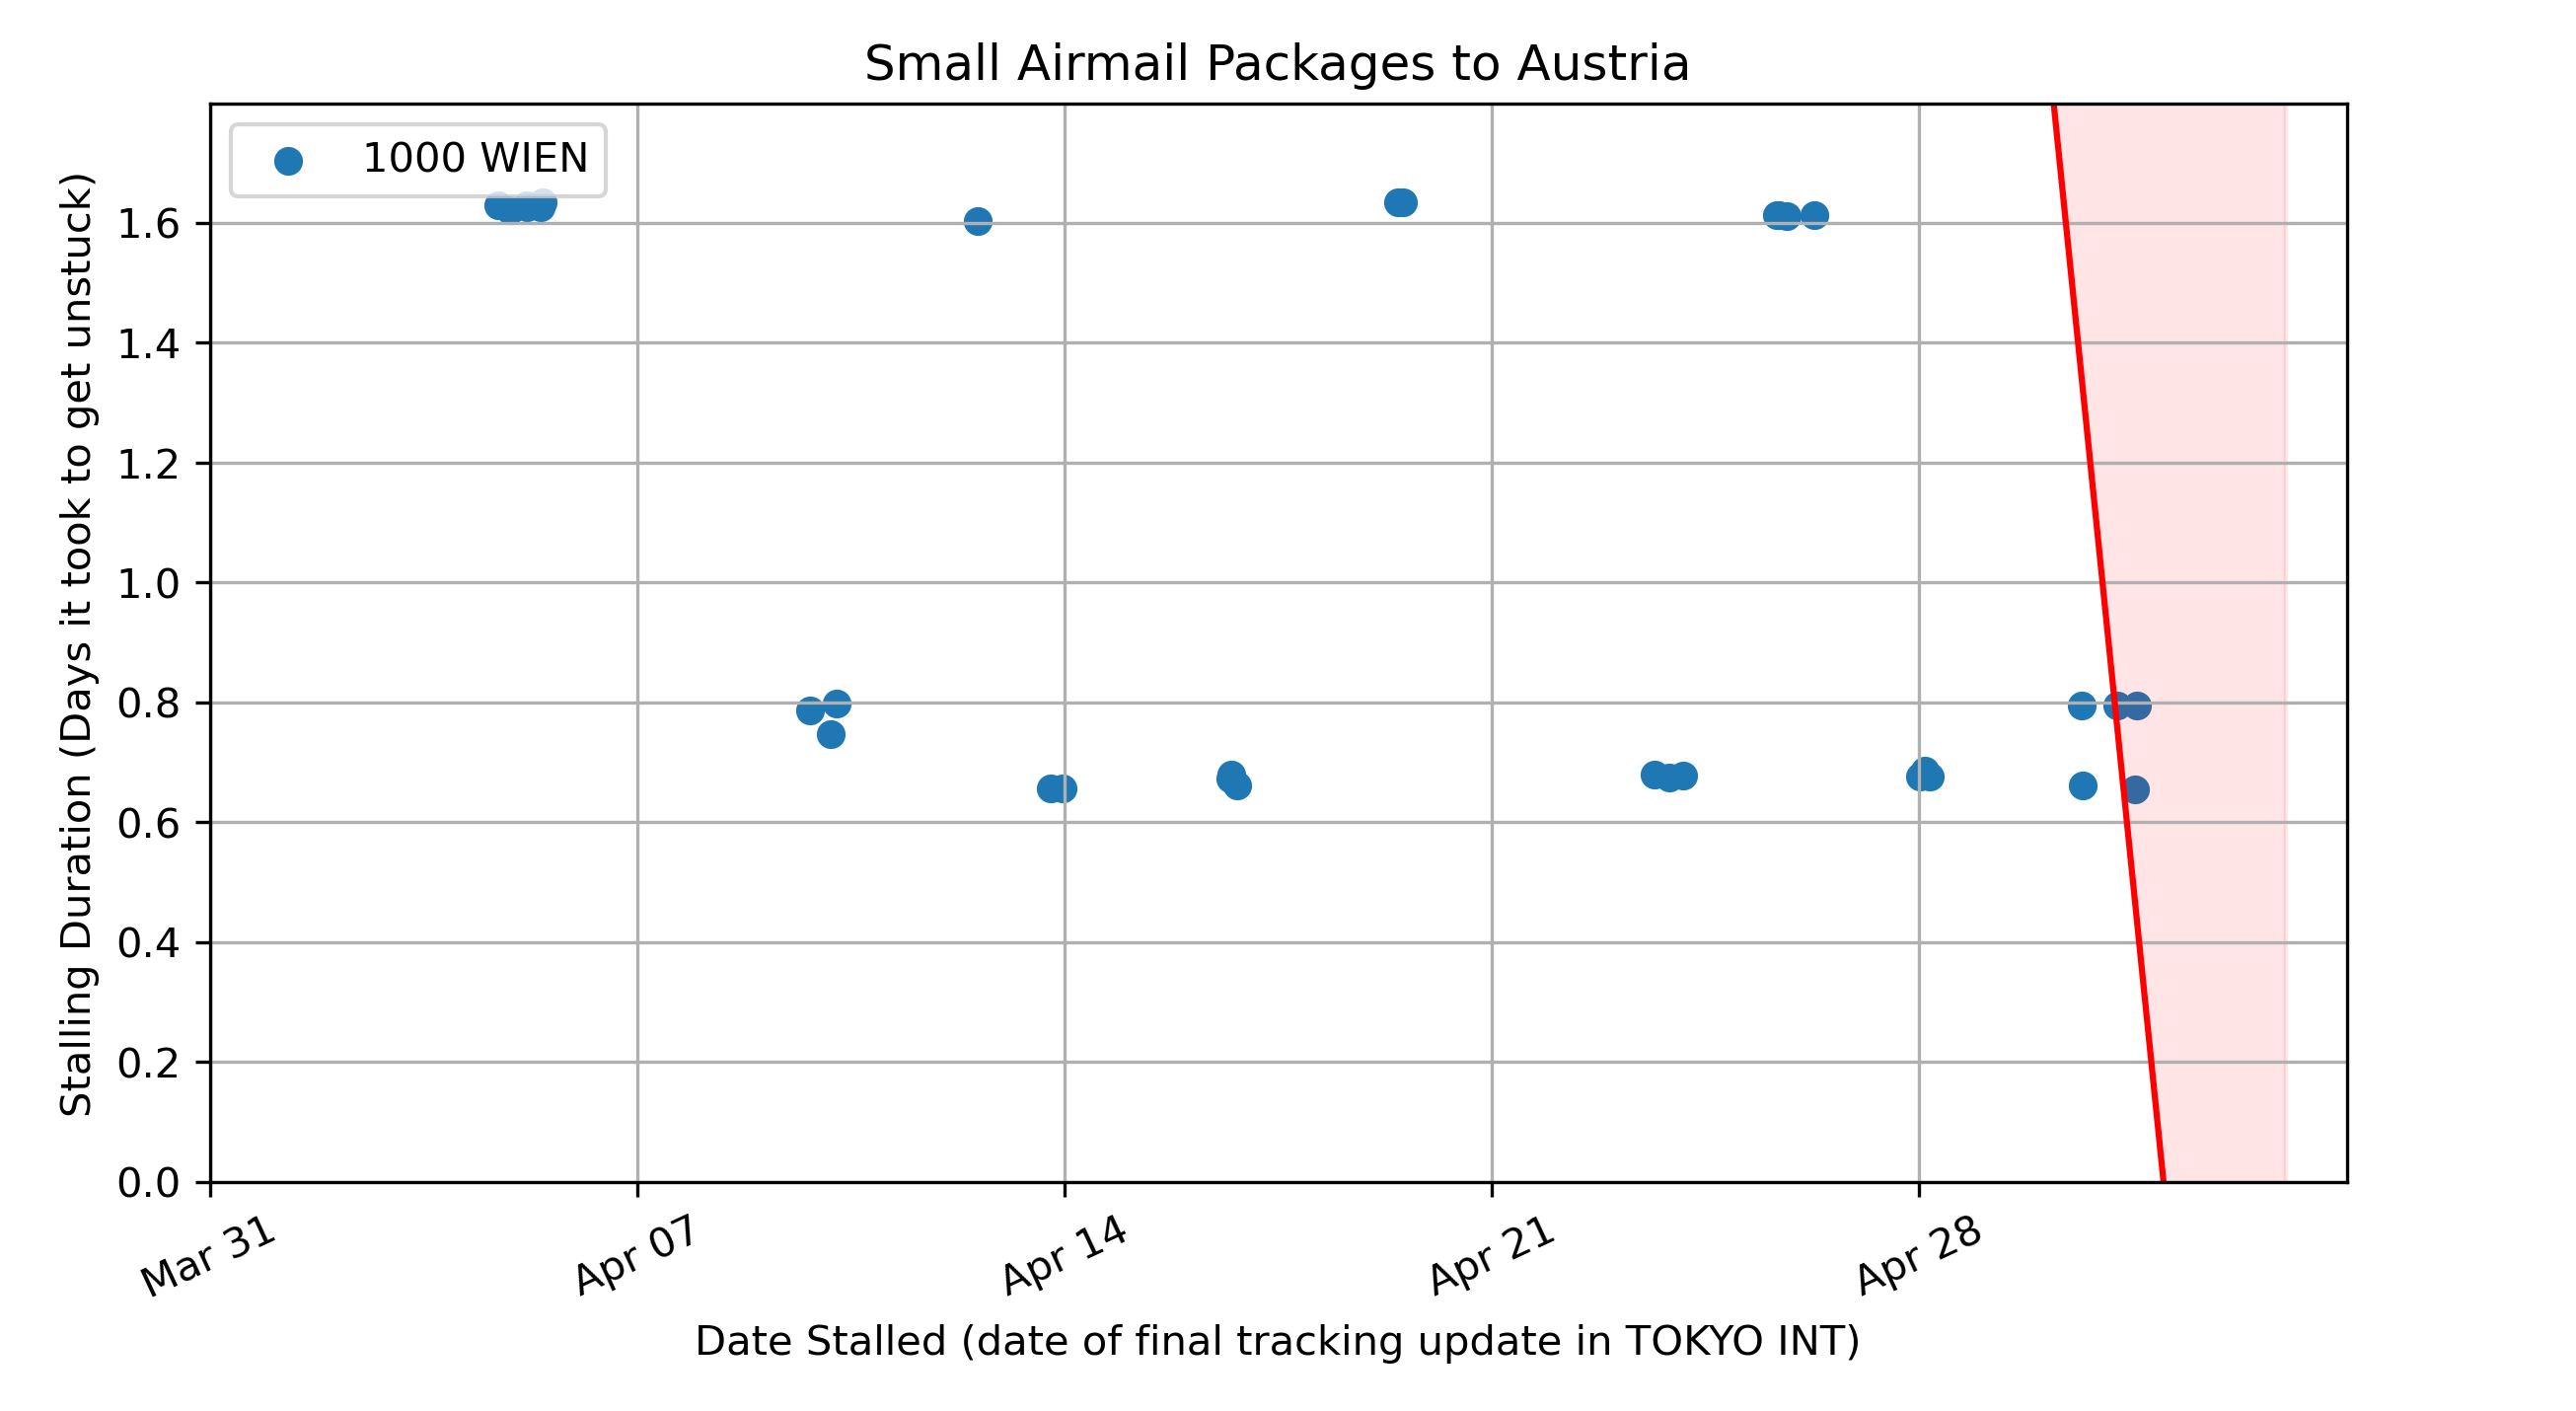 Small Airmail Packages to Austria
1000 WIEN
Stalling Duration (Days it took to get unstuck)
1.6
1.4
1.2
1.0
0.8
0.6
0.4
0.2
0.0
Mar 31
Apr 07
Apr 14
Apr 21
Apr 28
Date Stalled (date of final tracking update in TOKYO INT)